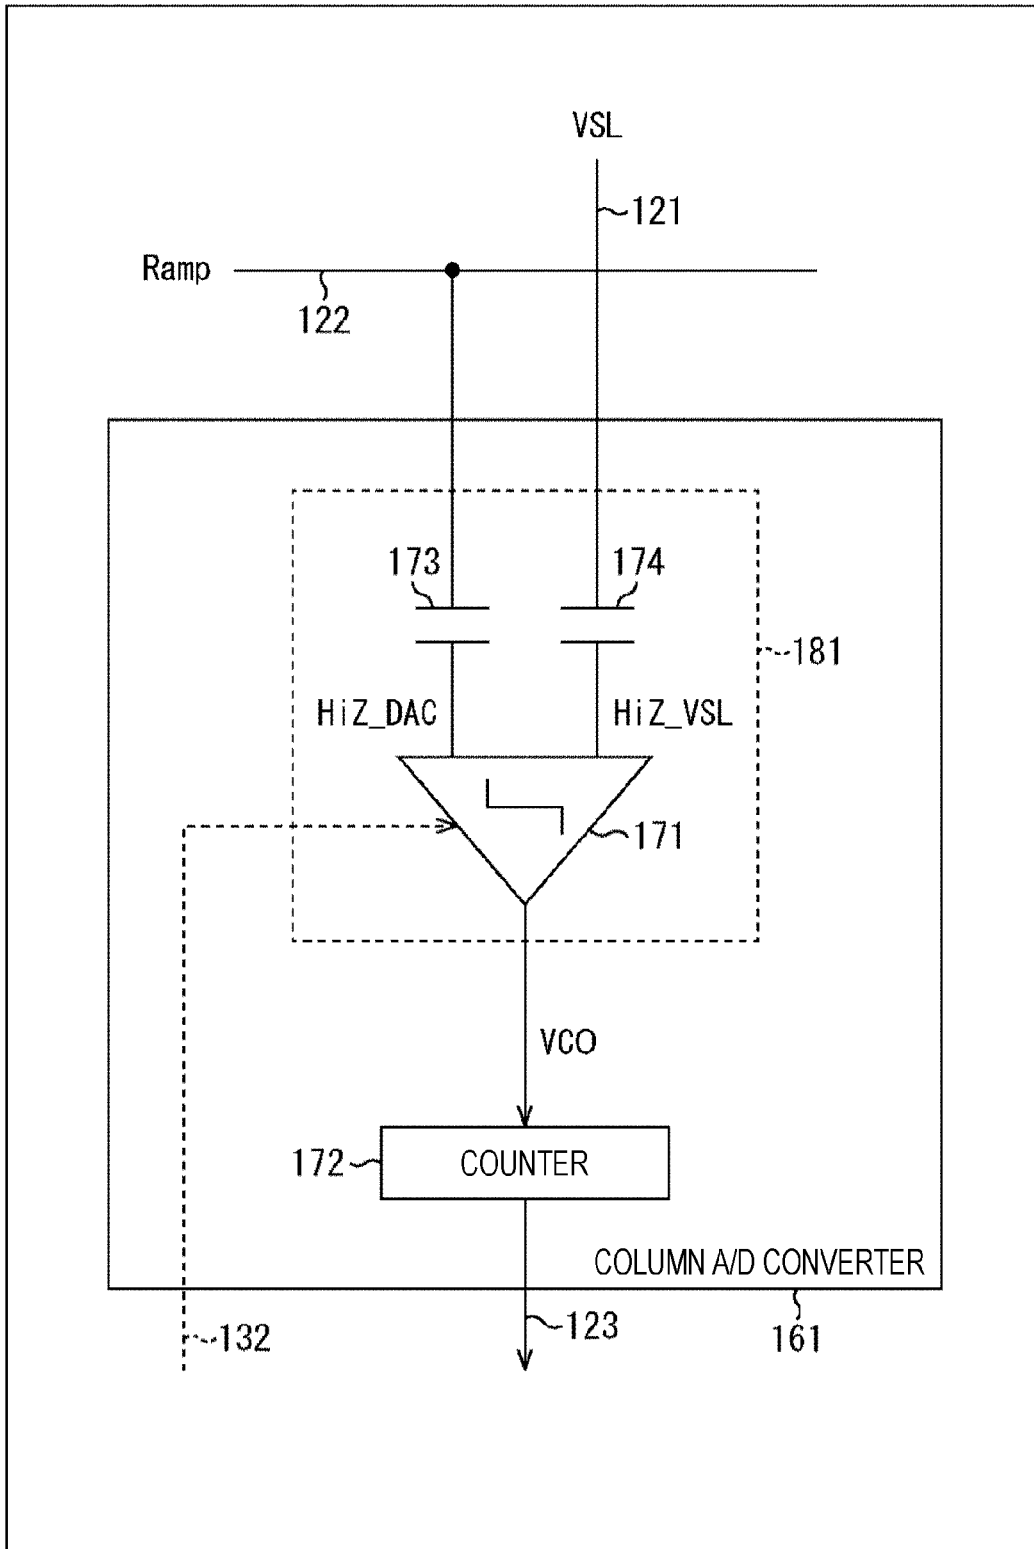 VSL
121
Ramp
122
173
174
181
HiZ_DAC
HiZ_VSL
171
VCO
172
COUNTER
COLUMN A/D CONVERTER
132
123
161